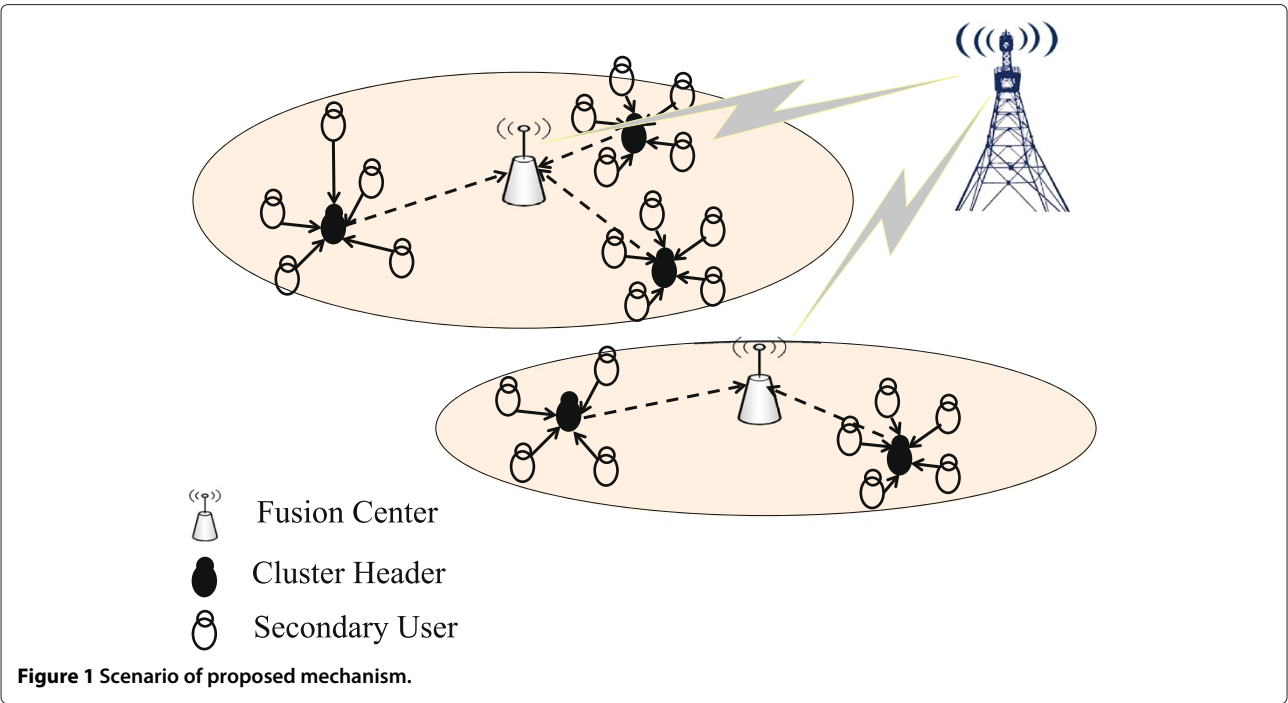 Fusion Center
Cluster Header
Secondary User
Figure 1 Scenario of proposed mechanism.